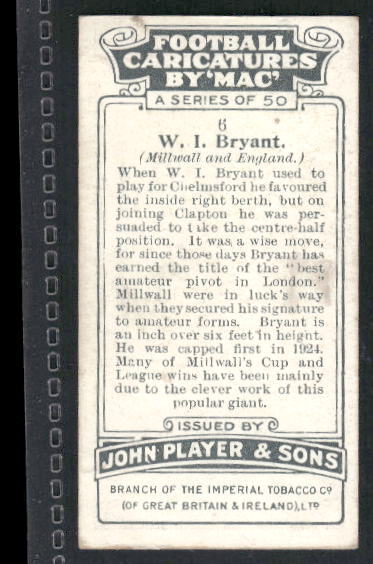 FOOTBALL
CARICATURES
BY 'MAC'
A SERIES OF 50
6
W. I. Bryant.
(Millwall and England.)
When W. I. Bryant used to
play for Chelmsford he favoured
the inside right berth, but on
joining Clapton he was per-
suaded to take the centre-half
position. It was a wise move,
for since those days Bryant has
earned the title of the "best
amateur pivot in London."
Millwall were in luck's way
when they secured his signature
to amateur forms. Bryant is
an inch over six feet in height.
He was capped first in 1924.
Many of Millwall's Cup and
League wins have been mainly
due to the clever work of this
popular giant.
ISSUED BY
JOHN PLAYER & SONS
BRANCH OF THE IMPERIAL TOBACCO CO
(OF GREAT BRITAIN & IRELAND), LTD